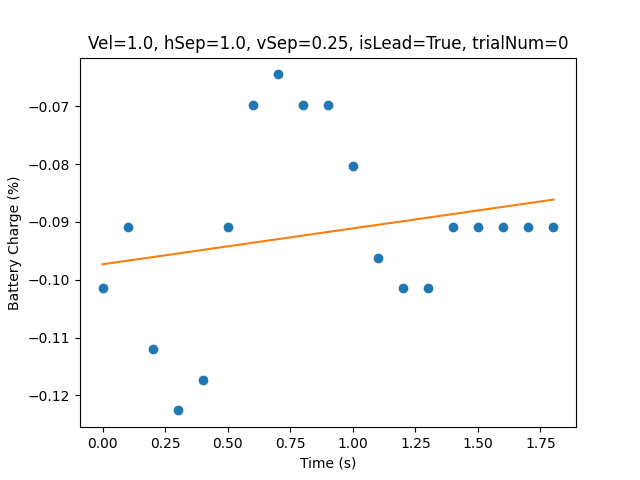 Vel=1.0, hSep=1.0, vSep=0.25, isLead=True, trialNum=0
Battery Charge (%)
−0.07
−0.08
−0.09
−0.10
−0.11
−0.12
0.00 0.25 0.50 0.75 1.00 1.25 1.50 1.75
Time (s)